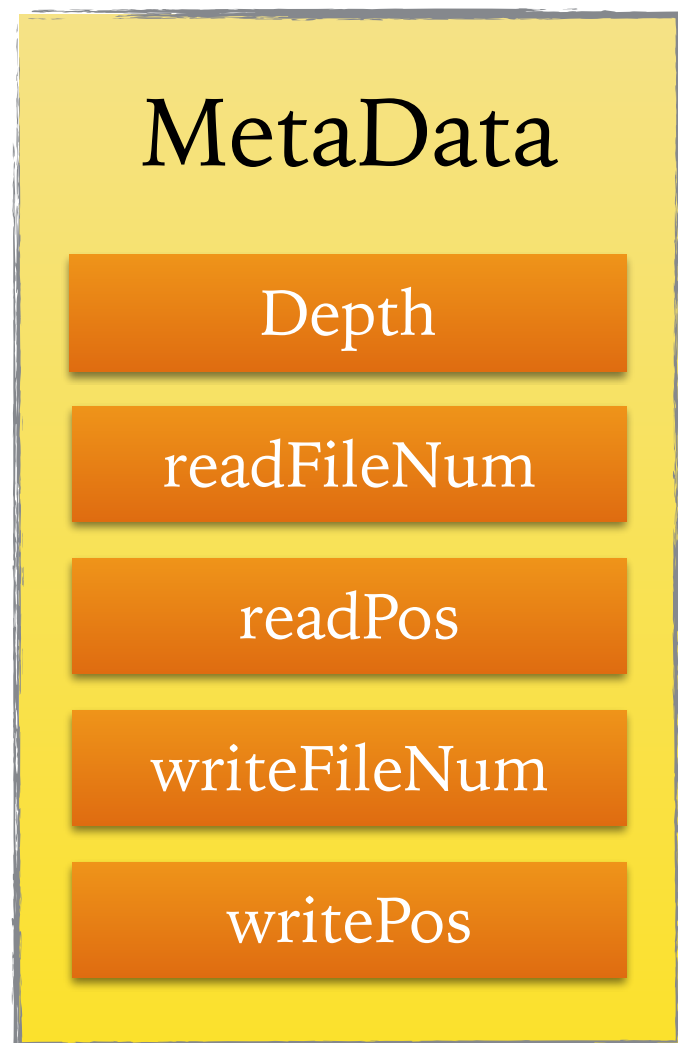 MetaData
Depth
readFileNum
readPos
writeFileNum
writePos